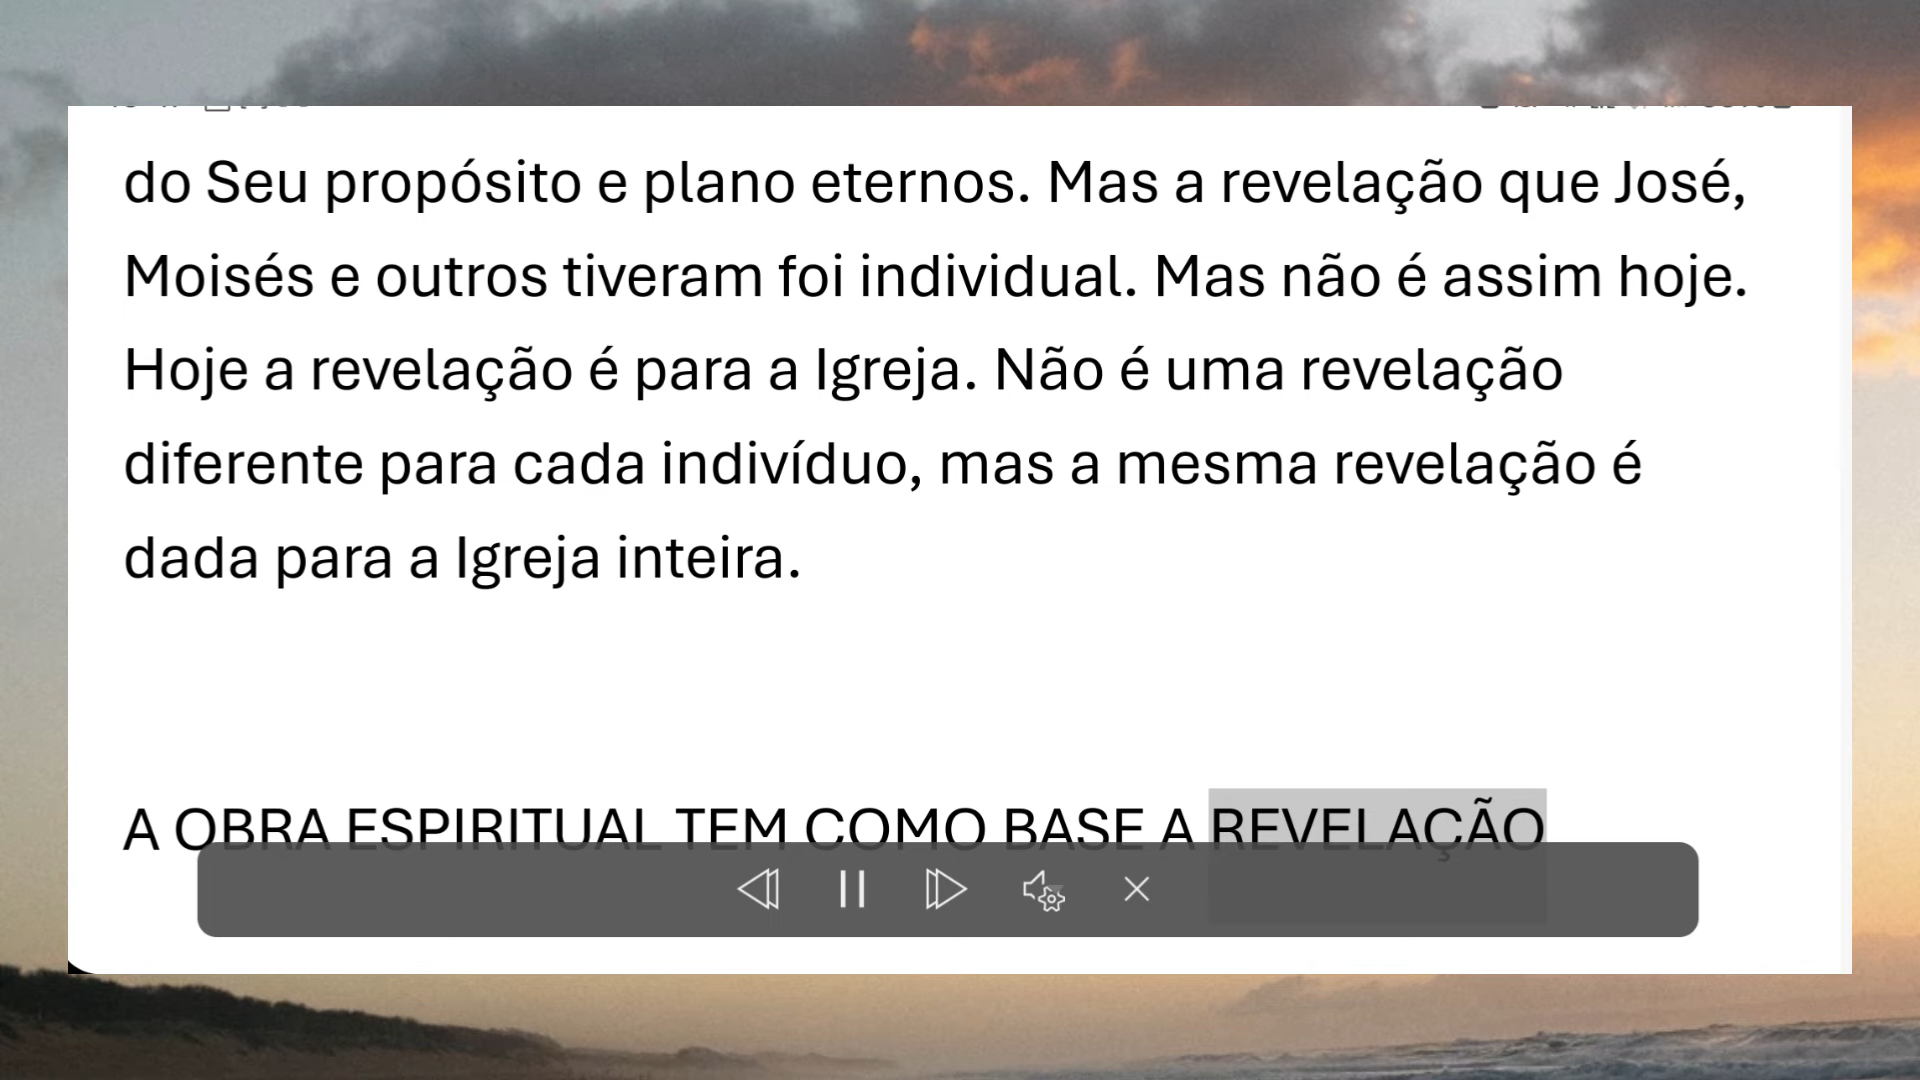 do Seu propósito e plano eternos. Mas a revelação que José,
Moisés e outros tiveram foi individual. Mas não é assim hoje.
Hoje a revelação é para a Igreja. Não é uma revelação
diferente para cada indivíduo, mas a mesma revelação é
dada para a Igreja inteira.
A OBRA ESPIRITUAL TEM COMO BASE A REVELAÇÃO